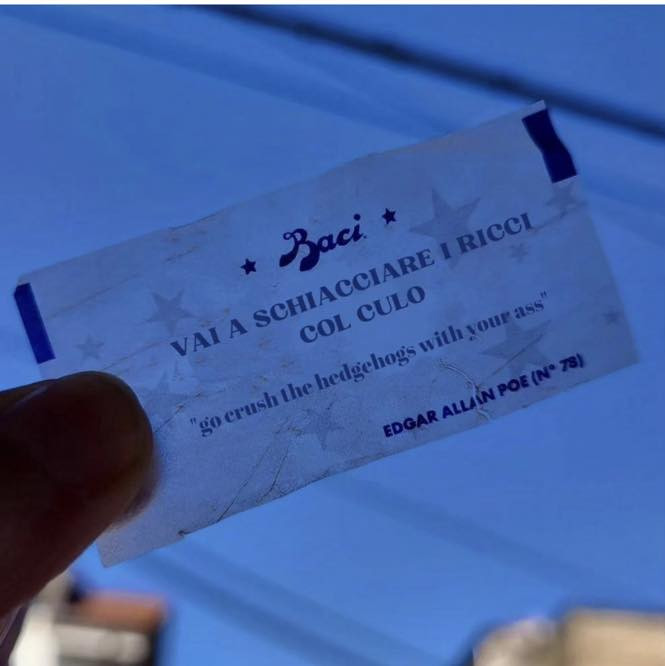 Baci
VAI A SCHIACCIARE I RICCI
COL CULO
"go crush the hedgehogs with your ass"
EDGAR ALLAN POE (N° 78)